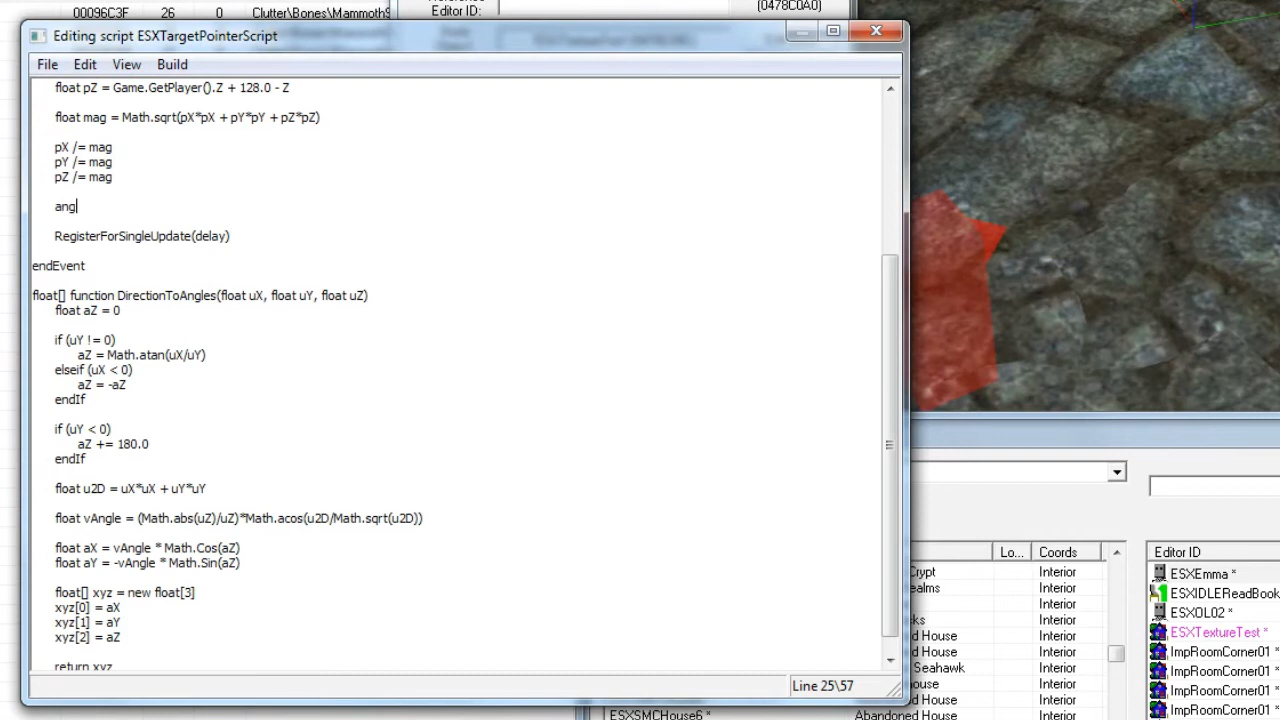 00096C3F 26 0 Clutter\Bones\MammothS
Editor ID:
(0478C0A0)
Editing script ESXTargetPointerScript
File Edit View Build
float pZ = Game.GetPlayer().Z + 128.0 - Z
float mag = Math.sqrt(pX*pX + pY*pY + pZ*pZ)
pX /= mag
pY /= mag
pZ /= mag
ang
RegisterForSingleUpdate(delay)
endEvent
float[] function DirectionToAngles(float uX, float uY, float uZ)
float aZ = 0
if (uY != 0)
aZ = Math.atan(uX/uY)
elseif (uX < 0)
aZ = -aZ
endIf
if (uY < 0)
aZ += 180.0
endIf
float u2D = uX*uX + uY*uY
float vAngle = (Math.abs(uZ)/uZ)*Math.acos(u2D/Math.sqrt(u2D))
float aX = vAngle * Math.Cos(aZ)
float aY = -vAngle * Math.Sin(aZ)
float[] xyz = new float[3]
xyz[0] = aX
xyz[1] = aY
xyz[2] = aZ
return xyz
Line 25\57
Lo... Coords
Crypt Interior
ealms Interior
Interior
cks Interior
d House Interior
d House Interior
Seahawk Interior
house Interior
d House Interior
ESXSMCHouse6 * Abandoned House Interior
Editor ID
ESXEmma *
ESXIDLEReadBook
ESXOL02 *
ESXTextureTest *
ImpRoomCorner01 *
ImpRoomCorner01 *
ImpRoomCorner01 *
ImpRoomCorner01 *